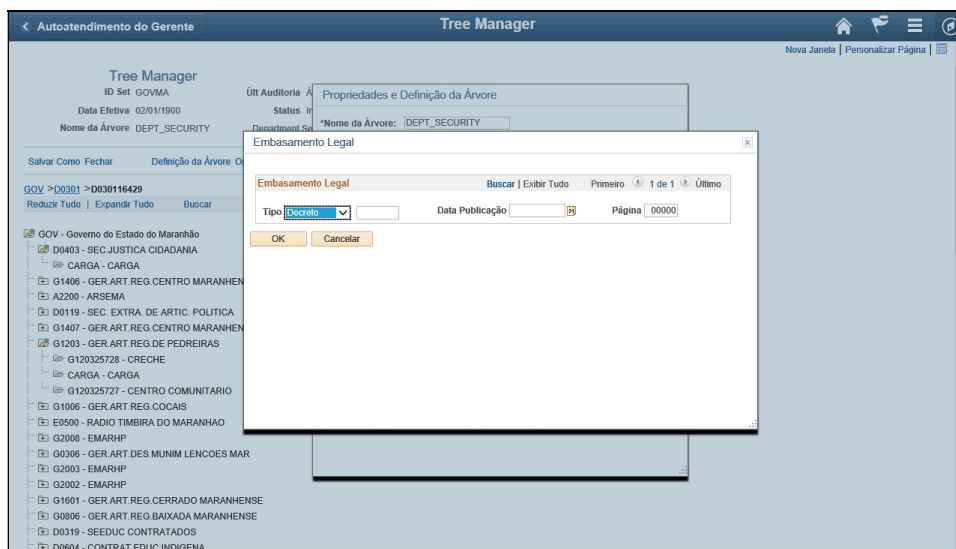 Autoatendimento do Gerente Tree Manager
Nova Janela | Personalizar Página |
Tree Manager
ID Set GOVMA Últ Auditoria
Data Efetiva 02/01/1900 Status
Nome da Árvore DEPT_SECURITY Department
Propriedades e Definição da Árvore
*Nome da Árvore: DEPT_SECURITY
Salvar Como Fechar Definição da Árvore
GOV >D0301 >D030116429
Reduzir Tudo | Expandir Tudo Buscar
Embasamento Legal
Embasamento Legal Buscar | Exibir Tudo Primeiro 1 de 1 Último
Tipo Decreto Data Publicação 31 Página 00000
OK Cancelar
GOV - Governo do Estado do Maranhão
D0403 - SEC.JUSTICA CIDADANIA
CARGA - CARGA
G1406 - GER.ART.REG.CENTRO MARANHEN
A2200 - ARSEMA
D0119 - SEC. EXTRA. DE ARTIC. POLITICA
G1407 - GER.ART.REG.CENTRO MARANHEN
G1203 - GER.ART.REG.DE PEDREIRAS
G120325728 - CRECHE
CARGA - CARGA
G120325727 - CENTRO COMUNITARIO
G1006 - GER.ART.REG.COCAIS
E0500 - RADIO TIMBIRA DO MARANHAO
G2008 - EMARHP
G0306 - GER.ART.DES.MUNIM LENCOES MAR
G2003 - EMARHP
G2002 - EMARHP
G1601 - GER.ART.REG.CERRADO MARANHENSE
G0806 - GER.ART.REG.BAIXADA MARANHENSE
D0319 - SEEDUC CONTRATADOS
D0604 - CONTRAT.EDUC.INDIGENA